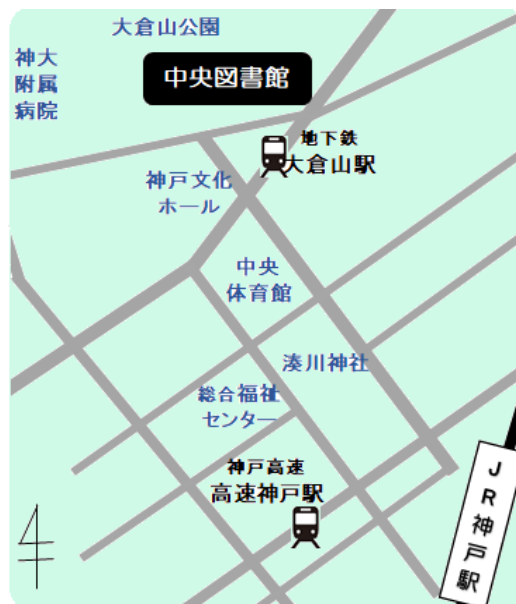 大倉山公園
神大
附属
病院
中央図書館
地下鉄
大倉山駅
神戸文化
ホール
中央
体育館
湊川神社
総合福祉
センター
神戸高速
高速神戸駅
JR神戸駅